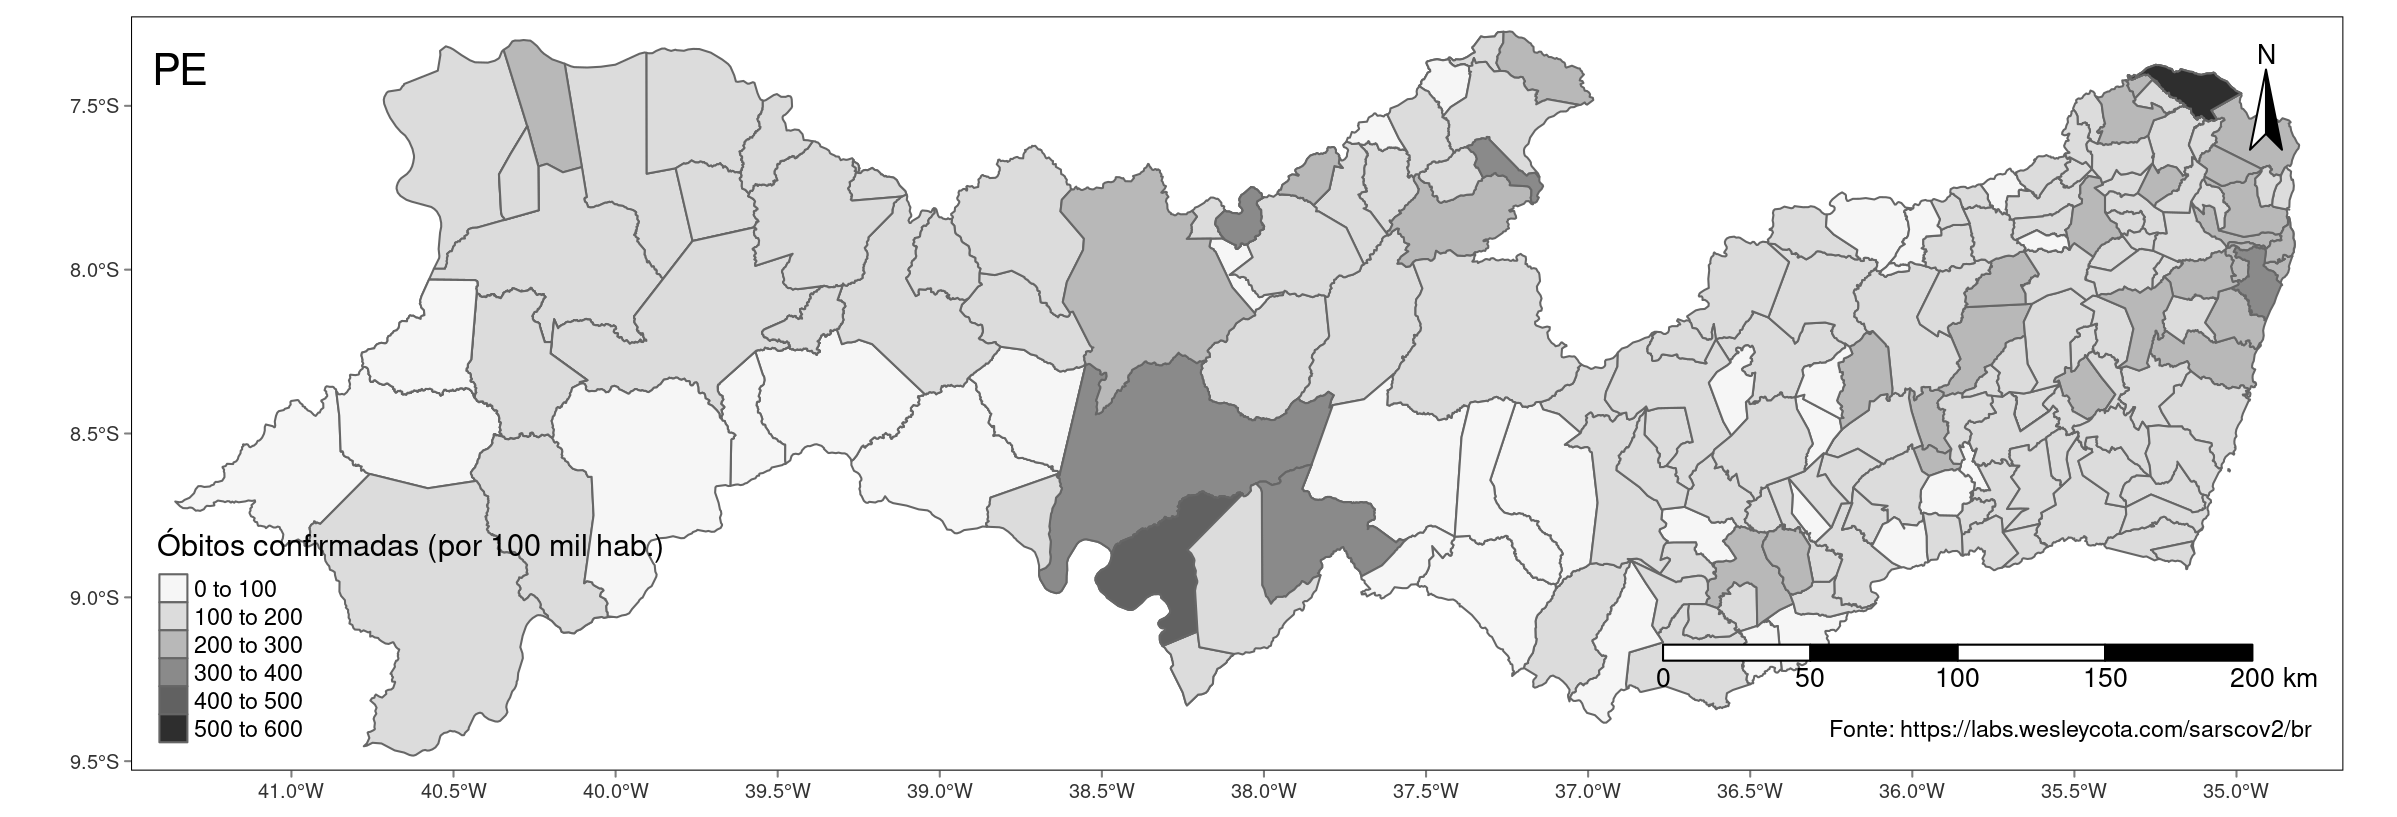 PE
N
7.5°S
8.0°S
8.5°S
9.0°S
9.5°S
Óbitos confirmadas (por 100 mil hab.)
0 to 100
100 to 200
200 to 300
300 to 400
400 to 500
500 to 600
0 50 100 150 200 km
Fonte: https://labs.wesleycota.com/sarscov2/br
41.0°W 40.5°W 40.0°W 39.5°W 39.0°W 38.5°W 38.0°W 37.5°W 37.0°W 36.5°W 36.0°W 35.5°W 35.0°W